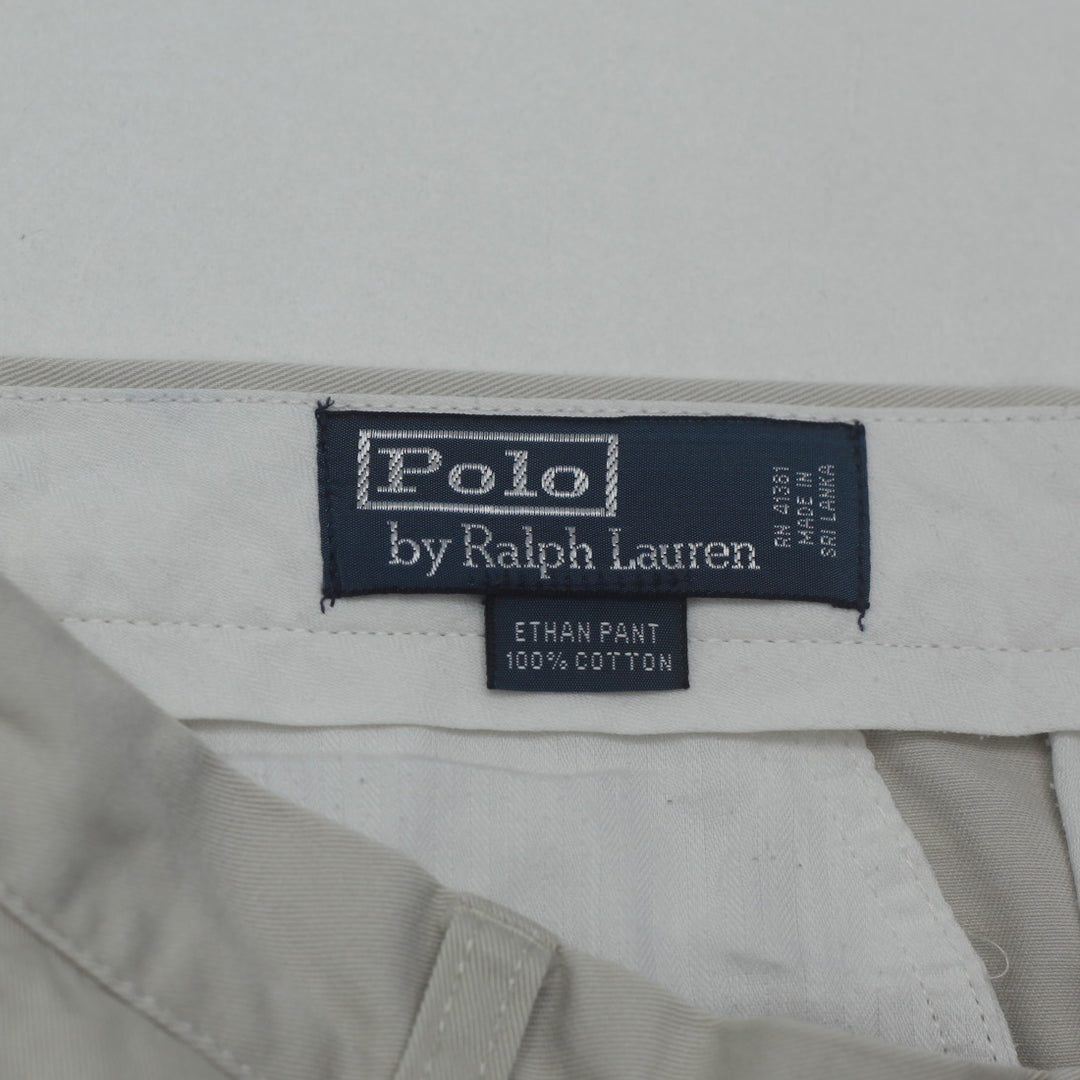 Polo
by Ralph Lauren
RN 41381
MADE IN
SRI LANKA
ETHAN PANT
100% COTTON